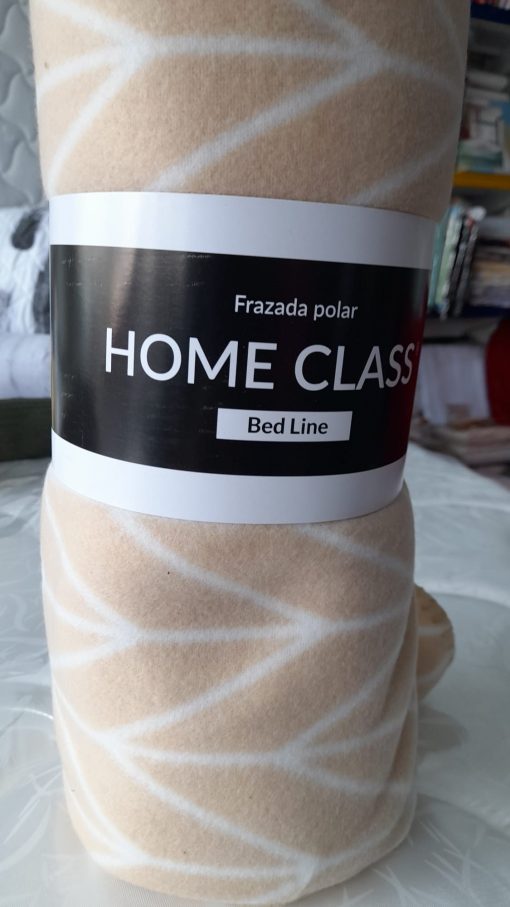 Frazada polar
HOME CLASS
Bed Line